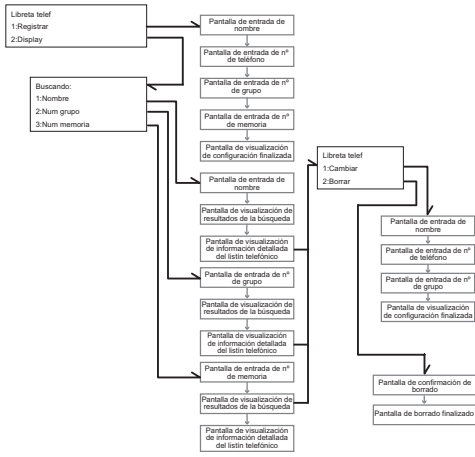 Libreta telef
1:Registrar
2:Display
Pantalla de entrada de
nombre
Pantalla de entrada de nº
de teléfono
Pantalla de entrada de nº
de grupo
Pantalla de entrada de nº
de memoria
Pantalla de visualización
de configuración finalizada
Buscando:
1:Nombre
2:Num grupo
3:Num memoria
Pantalla de entrada de
nombre
Pantalla de visualización de
resultados de la búsqueda
Pantalla de visualización
de información detallada
del listín telefónico
Pantalla de entrada de nº
de grupo
Pantalla de visualización de
resultados de la búsqueda
Pantalla de visualización
de información detallada
del listín telefónico
Pantalla de entrada de nº
de memoria
Pantalla de visualización de
resultados de la búsqueda
Pantalla de visualización
de información detallada
del listín telefónico
Libreta telef
1:Cambiar
2:Borrar
Pantalla de entrada de
nombre
Pantalla de entrada de nº
de teléfono
Pantalla de entrada de nº
de grupo
Pantalla de visualización
de configuración finalizada
Pantalla de confirmación de
borrado
Pantalla de borrado finalizado